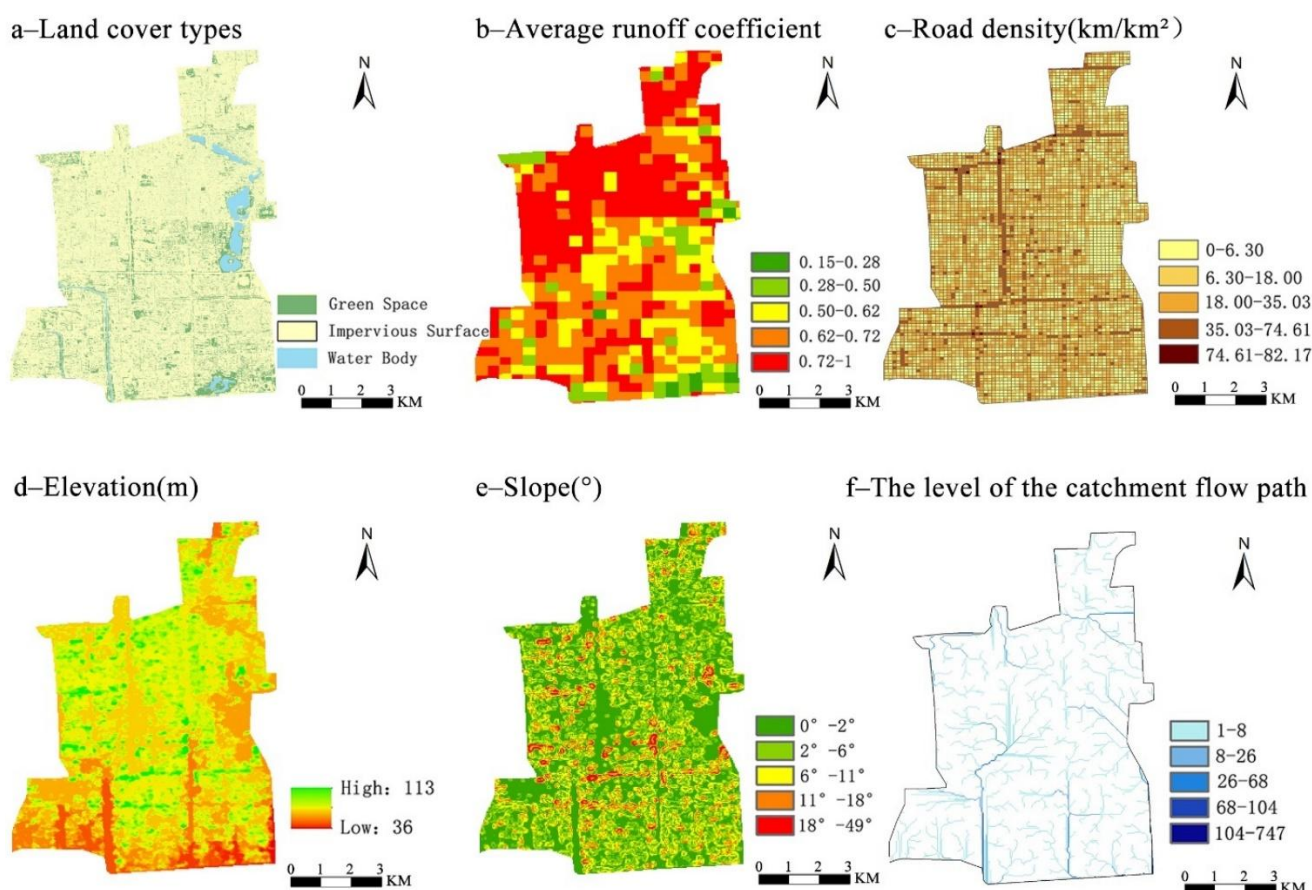 a–Land cover types
N
Green Space
Impervious Surface
Water Body
0 1 2 3 KM
b–Average runoff coefficient
N
0.15-0.28
0.28-0.50
0.50-0.62
0.62-0.72
0.72-1
0 1 2 3 KM
c–Road density(km/km²）
N
0-6.30
6.30-18.00
18.00-35.03
35.03-74.61
74.61-82.17
0 1 2 3 KM
d–Elevation(m)
N
High: 113
Low: 36
0 1 2 3 KM
e–Slope(°)
N
0° -2°
2° -6°
6° -11°
11° -18°
18° -49°
0 1 2 3 KM
f–The level of the catchment flow path
N
1-8
8-26
26-68
68-104
104-747
0 1 2 3 KM